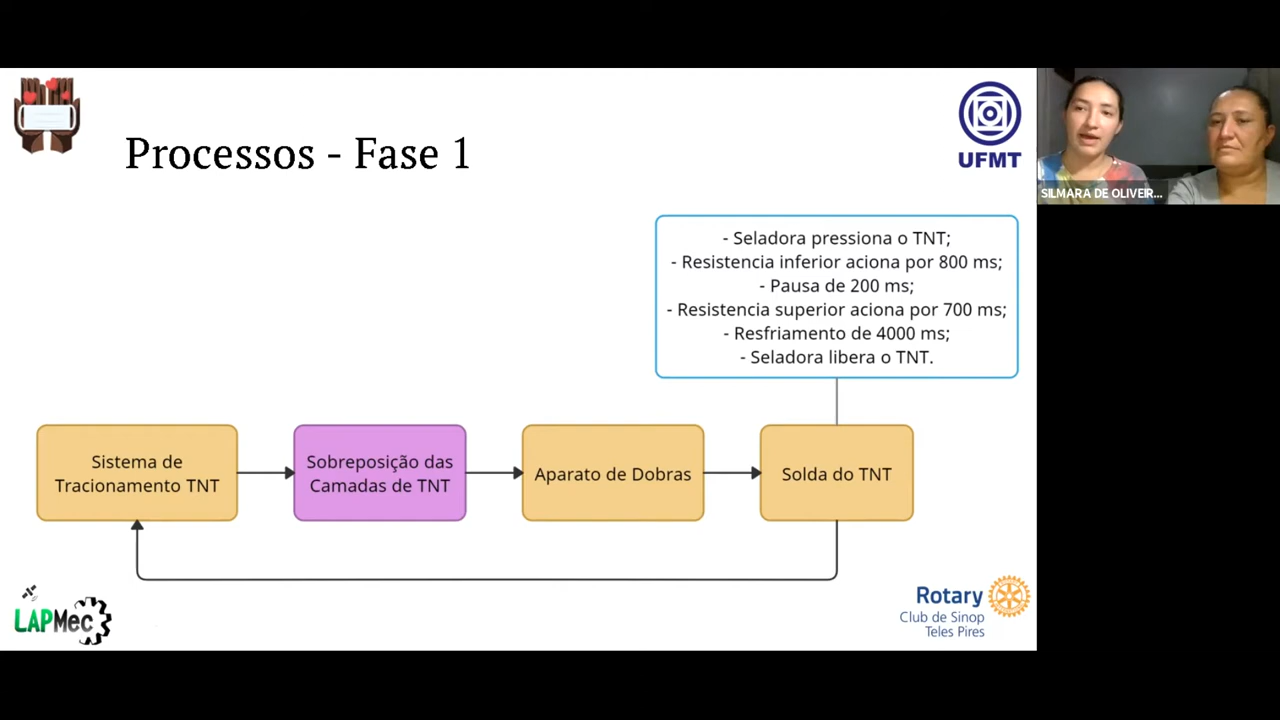 Processos - Fase 1
UFMT
SILMARA DE OLIVEIR...
- Seladora pressiona o TNT;
- Resistencia inferior aciona por 800 ms;
- Pausa de 200 ms;
- Resistencia superior aciona por 700 ms;
- Resfriamento de 4000 ms;
- Seladora libera o TNT.
Sistema de
Tracionamento TNT
Sobreposição das
Camadas de TNT
Aparato de Dobras
Solda do TNT
LAPMec
Rotary
Club de Sinop
Teles Pires